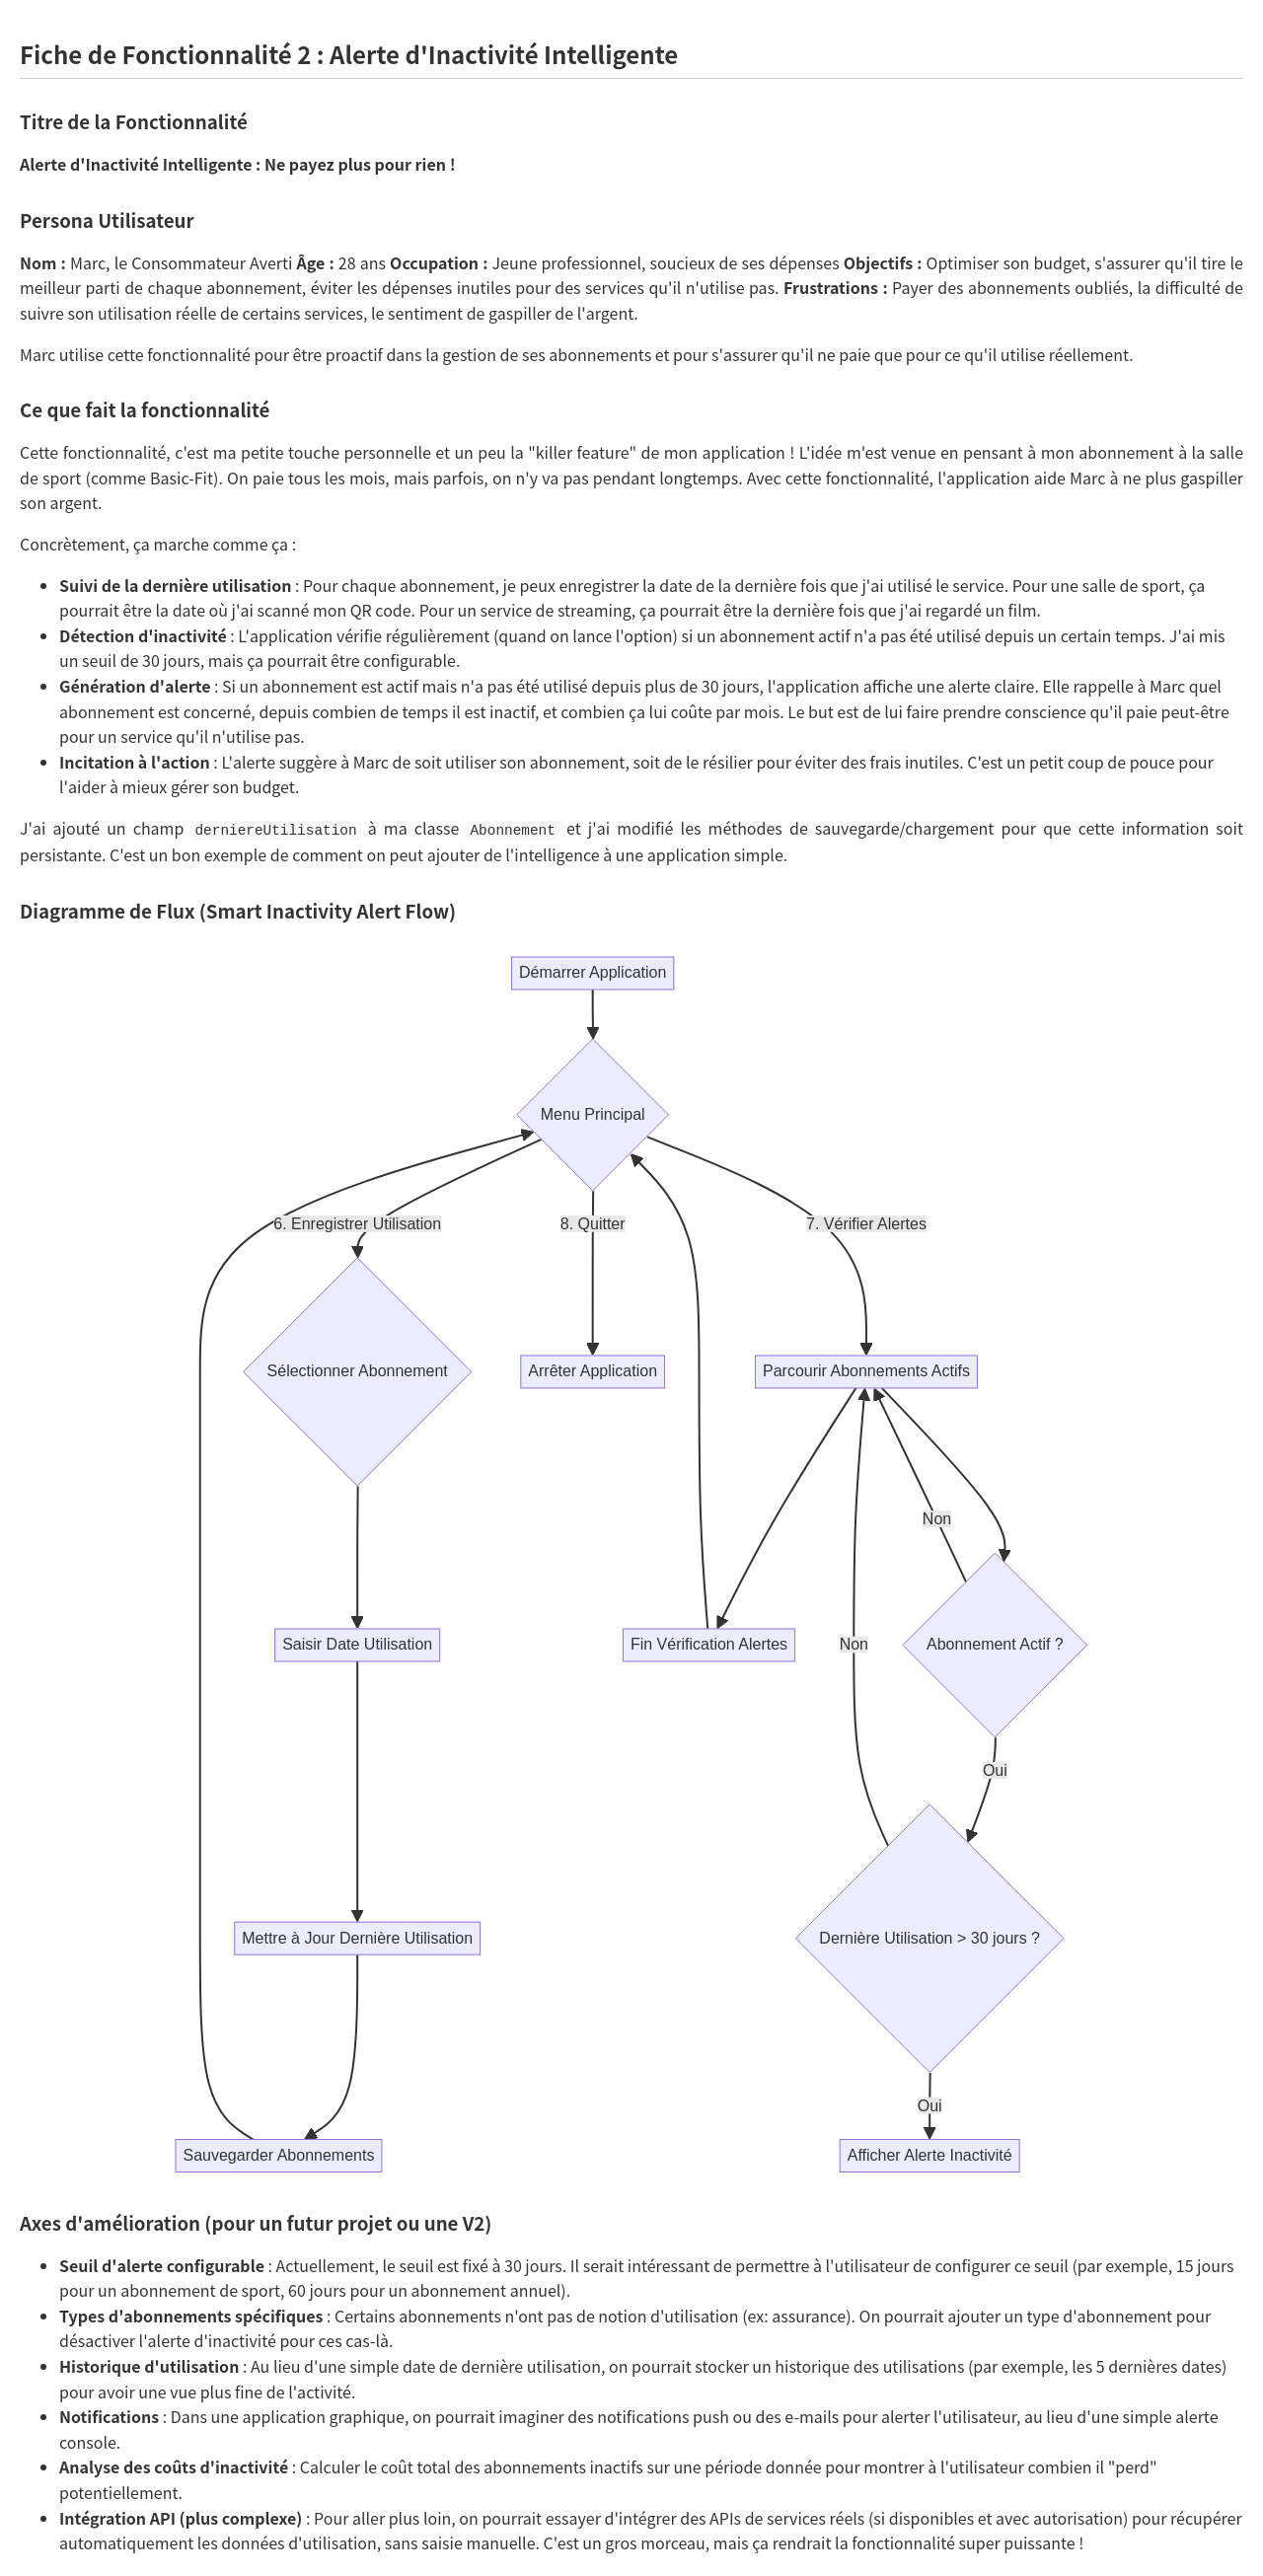 Fiche de Fonctionnalité 2 : Alerte d'Inactivité Intelligente
Titre de la Fonctionnalité
Alerte d'Inactivité Intelligente : Ne payez plus pour rien !
Persona Utilisateur
Nom : Marc, le Consommateur Averti Âge : 28 ans Occupation : Jeune professionnel, soucieux de ses dépenses Objectifs : Optimiser son budget, s'assurer qu'il tire le
meilleur parti de chaque abonnement, éviter les dépenses inutiles pour des services qu'il n'utilise pas. Frustrations : Payer des abonnements oubliés, la difficulté de
suivre son utilisation réelle de certains services, le sentiment de gaspiller de l'argent.
Marc utilise cette fonctionnalité pour être proactif dans la gestion de ses abonnements et pour s'assurer qu'il ne paie que pour ce qu'il utilise réellement.
Ce que fait la fonctionnalité
Cette fonctionnalité, c'est ma petite touche personnelle et un peu la "killer feature" de mon application ! L'idée m'est venue en pensant à mon abonnement à la salle
de sport (comme Basic-Fit). On paie tous les mois, mais parfois, on n'y va pas pendant longtemps. Avec cette fonctionnalité, l'application aide Marc à ne plus gaspiller
son argent.
Concrètement, ça marche comme ça :
• Suivi de la dernière utilisation : Pour chaque abonnement, je peux enregistrer la date de la dernière fois que j'ai utilisé le service. Pour une salle de sport, ça
pourrait être la date où j'ai scanné mon QR code. Pour un service de streaming, ça pourrait être la dernière fois que j'ai regardé un film.
• Détection d'inactivité : L'application vérifie régulièrement (quand on lance l'option) si un abonnement actif n'a pas été utilisé depuis un certain temps. J'ai mis
un seuil de 30 jours, mais ça pourrait être configurable.
• Génération d'alerte : Si un abonnement est actif mais n'a pas été utilisé depuis plus de 30 jours, l'application affiche une alerte claire. Elle rappelle à Marc quel
abonnement est concerné, depuis combien de temps il est inactif, et combien ça lui coûte par mois. Le but est de lui faire prendre conscience qu'il paie peut-être
pour un service qu'il n'utilise pas.
• Incitation à l'action : L'alerte suggère à Marc de soit utiliser son abonnement, soit de le résilier pour éviter des frais inutiles. C'est un petit coup de pouce pour
l'aider à mieux gérer son budget.
J'ai ajouté un champ derniereUtilisation à ma classe Abonnement et j'ai modifié les méthodes de sauvegarde/chargement pour que cette information soit
persistante. C'est un bon exemple de comment on peut ajouter de l'intelligence à une application simple.
Diagramme de Flux (Smart Inactivity Alert Flow)
Démarrer Application
Menu Principal
6. Enregistrer Utilisation
8. Quitter
7. Vérifier Alertes
Sélectionner Abonnement
Arrêter Application
Parcourir Abonnements Actifs
Non
Saisir Date Utilisation
Fin Vérification Alertes
Non
Abonnement Actif ?
Oui
Mettre à Jour Dernière Utilisation
Dernière Utilisation > 30 jours ?
Oui
Sauvegarder Abonnements
Afficher Alerte Inactivité
Axes d'amélioration (pour un futur projet ou une V2)
• Seuil d'alerte configurable : Actuellement, le seuil est fixé à 30 jours. Il serait intéressant de permettre à l'utilisateur de configurer ce seuil (par exemple, 15 jours
pour un abonnement de sport, 60 jours pour un abonnement annuel).
• Types d'abonnements spécifiques : Certains abonnements n'ont pas de notion d'utilisation (ex: assurance). On pourrait ajouter un type d'abonnement pour
désactiver l'alerte d'inactivité pour ces cas-là.
• Historique d'utilisation : Au lieu d'une simple date de dernière utilisation, on pourrait stocker un historique des utilisations (par exemple, les 5 dernières dates)
pour avoir une vue plus fine de l'activité.
• Notifications : Dans une application graphique, on pourrait imaginer des notifications push ou des e-mails pour alerter l'utilisateur, au lieu d'une simple alerte
console.
• Analyse des coûts d'inactivité : Calculer le coût total des abonnements inactifs sur une période donnée pour montrer à l'utilisateur combien il "perd"
potentiellement.
• Intégration API (plus complexe) : Pour aller plus loin, on pourrait essayer d'intégrer des APIs de services réels (si disponibles et avec autorisation) pour récupérer
automatiquement les données d'utilisation, sans saisie manuelle. C'est un gros morceau, mais ça rendrait la fonctionnalité super puissante !